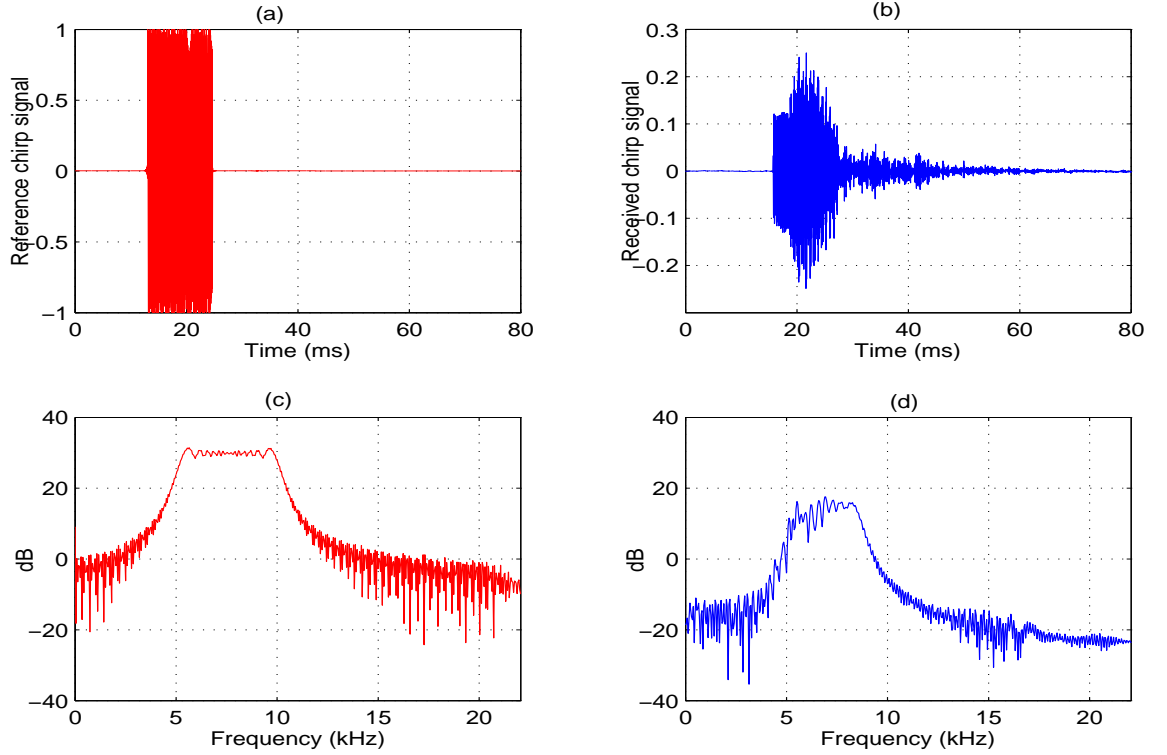 (a)
Reference chirp signal
1
0.5
0
−0.5
−1
0 20 40 60 80
Time (ms)
(b)
Received chirp signal
0.3
0.2
0.1
0
−0.1
−0.2
0 20 40 60 80
Time (ms)
(c)
dB
40
20
0
−20
−40
0 5 10 15 20
Frequency (kHz)
(d)
dB
40
20
0
−20
−40
0 5 10 15 20
Frequency (kHz)